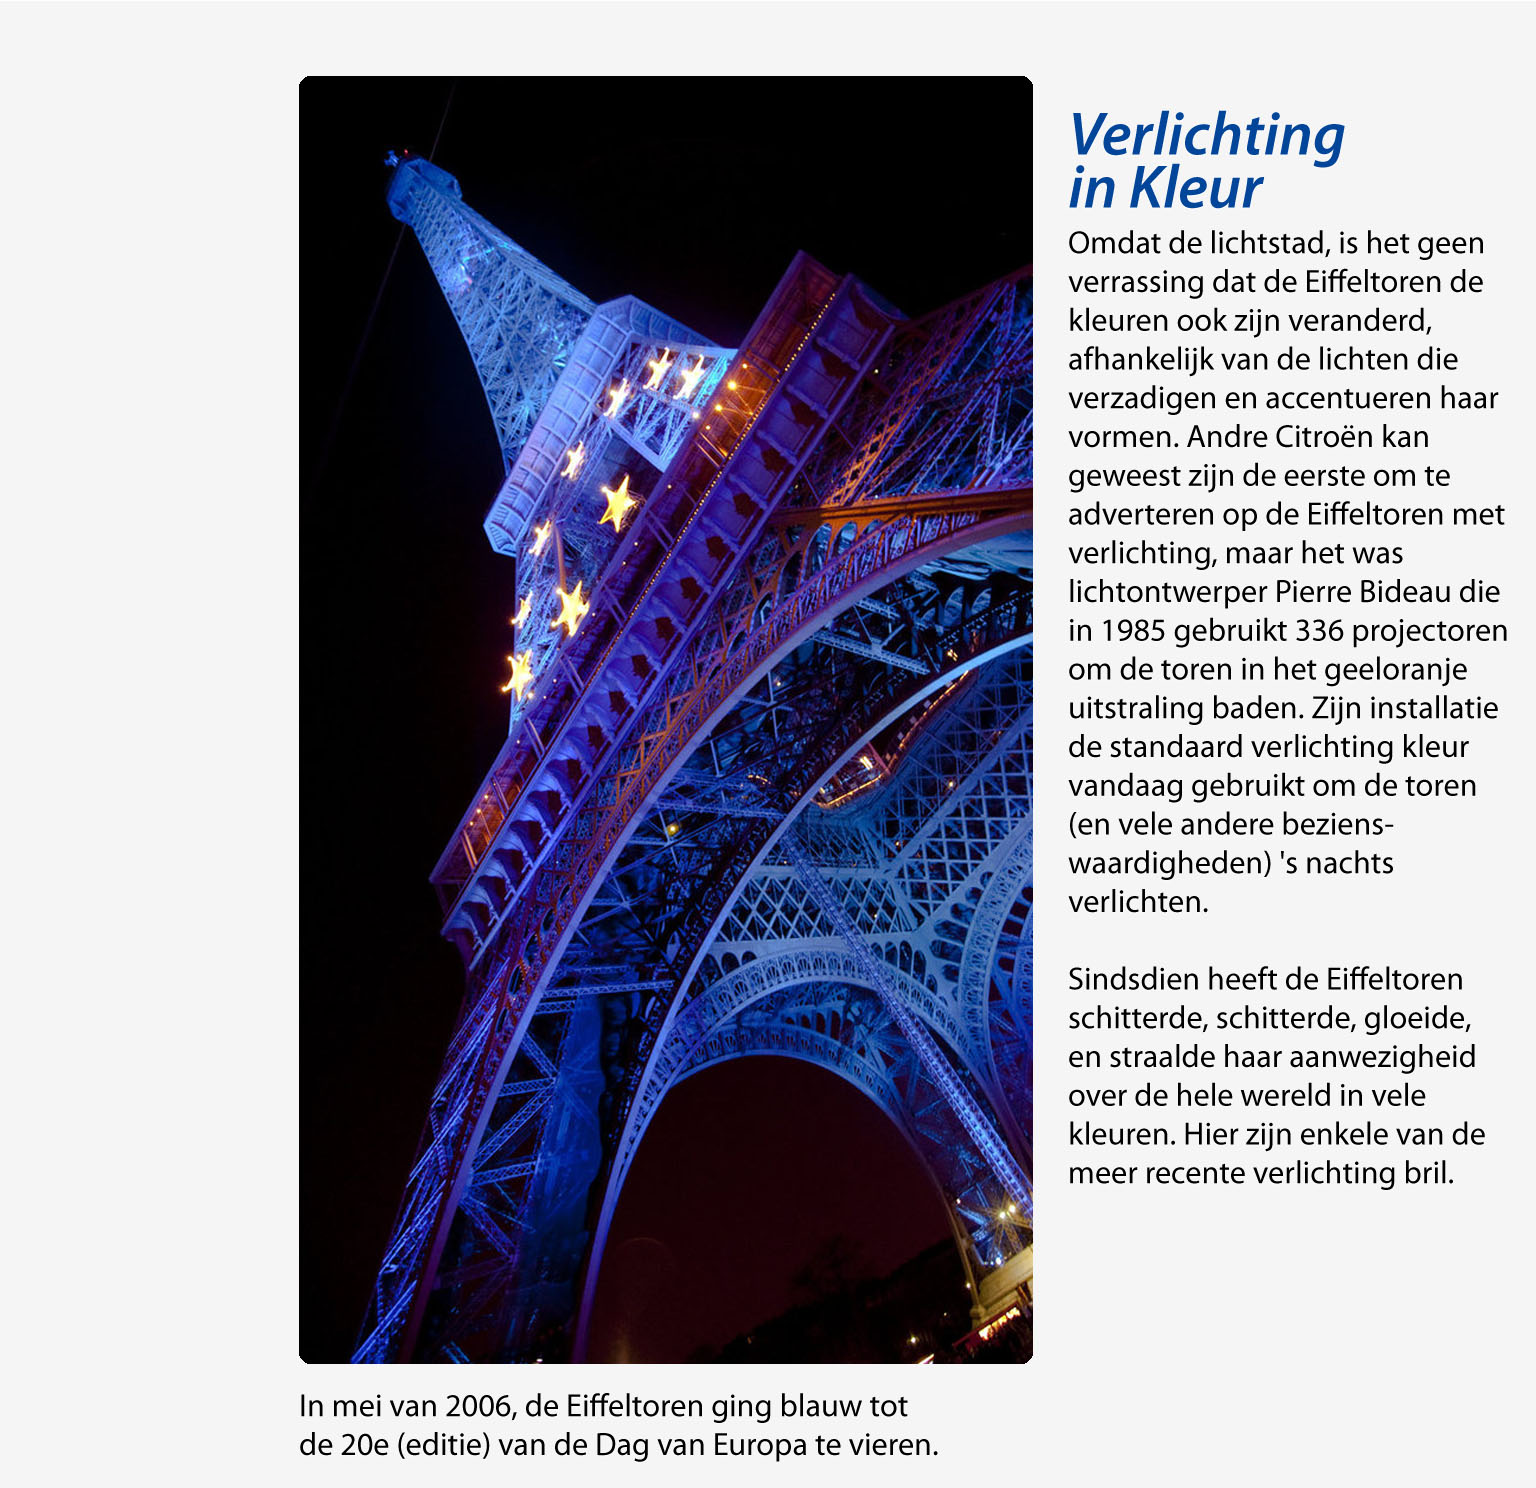 Verlichting
in Kleur
Omdat de lichtstad, is het geen
verrassing dat de Eiffeltoren de
kleuren ook zijn veranderd,
afhankelijk van de lichten die
verzadigen en accentueren haar
vormen. Andre Citroën kan
geweest zijn de eerste om te
adverteren op de Eiffeltoren met
verlichting, maar het was
lichtontwerper Pierre Bideau die
in 1985 gebruikt 336 projectoren
om de toren in het geeloranje
uitstraling baden. Zijn installatie
de standaard verlichting kleur
vandaag gebruikt om de toren
(en vele andere beziens-
waardigheden) 's nachts
verlichten.
Sindsdien heeft de Eiffeltoren
schitterde, schitterde, gloeide,
en straalde haar aanwezigheid
over de hele wereld in vele
kleuren. Hier zijn enkele van de
meer recente verlichting bril.
In mei van 2006, de Eiffeltoren ging blauw tot
de 20e (editie) van de Dag van Europa te vieren.